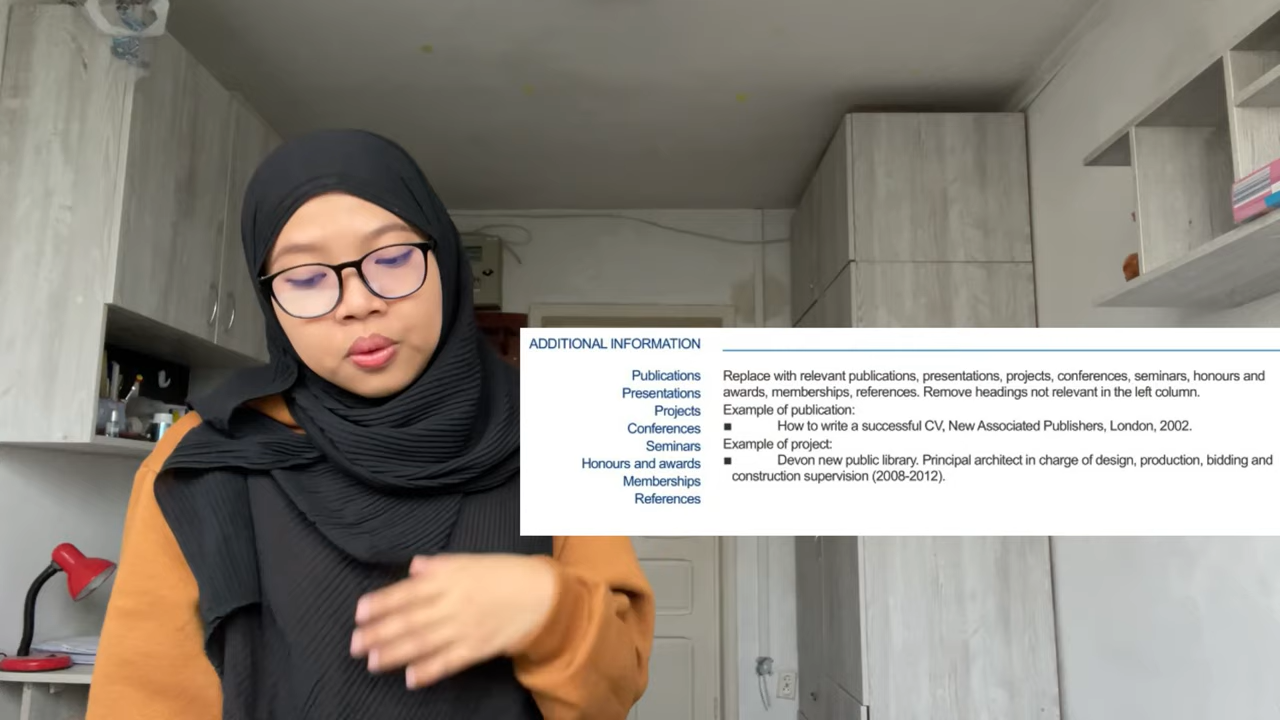 ADDITIONAL INFORMATION
Publications
Presentations
Projects
Conferences
Seminars
Honours and awards
Memberships
References
Replace with relevant publications, presentations, projects, conferences, seminars, honours and
awards, memberships, references. Remove headings not relevant in the left column.
Example of publication:
■ How to write a successful CV, New Associated Publishers, London, 2002.
Example of project:
■ Devon new public library. Principal architect in charge of design, production, bidding and
construction supervision (2008-2012).